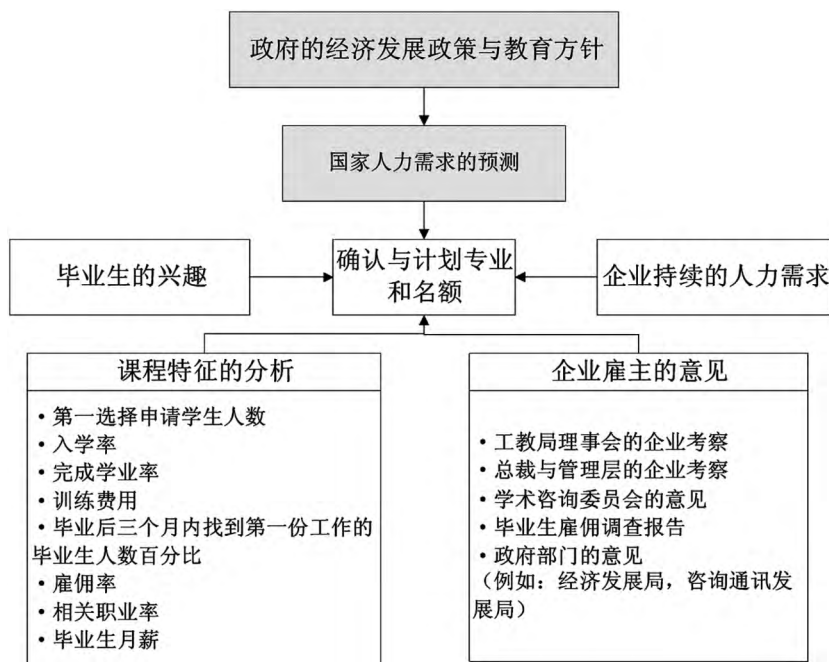 政府的经济发展政策与教育方针
国家人力需求的预测
毕业生的兴趣
确认与计划专业
和名额
企业持续的人力需求
课程特征的分析
·第一选择申请学生人数
·入学率
·完成学业率
·训练费用
·毕业后三个月内找到第一份工作的
毕业生人数百分比
·雇佣率
·相关职业率
·毕业生月薪
企业雇主的意见
·工教局理事会的企业考察
·总裁与管理层的企业考察
·学术咨询委员会的意见
·毕业生雇佣调查报告
·政府部门的意见
（例如：经济发展局，咨询通讯发
展局）